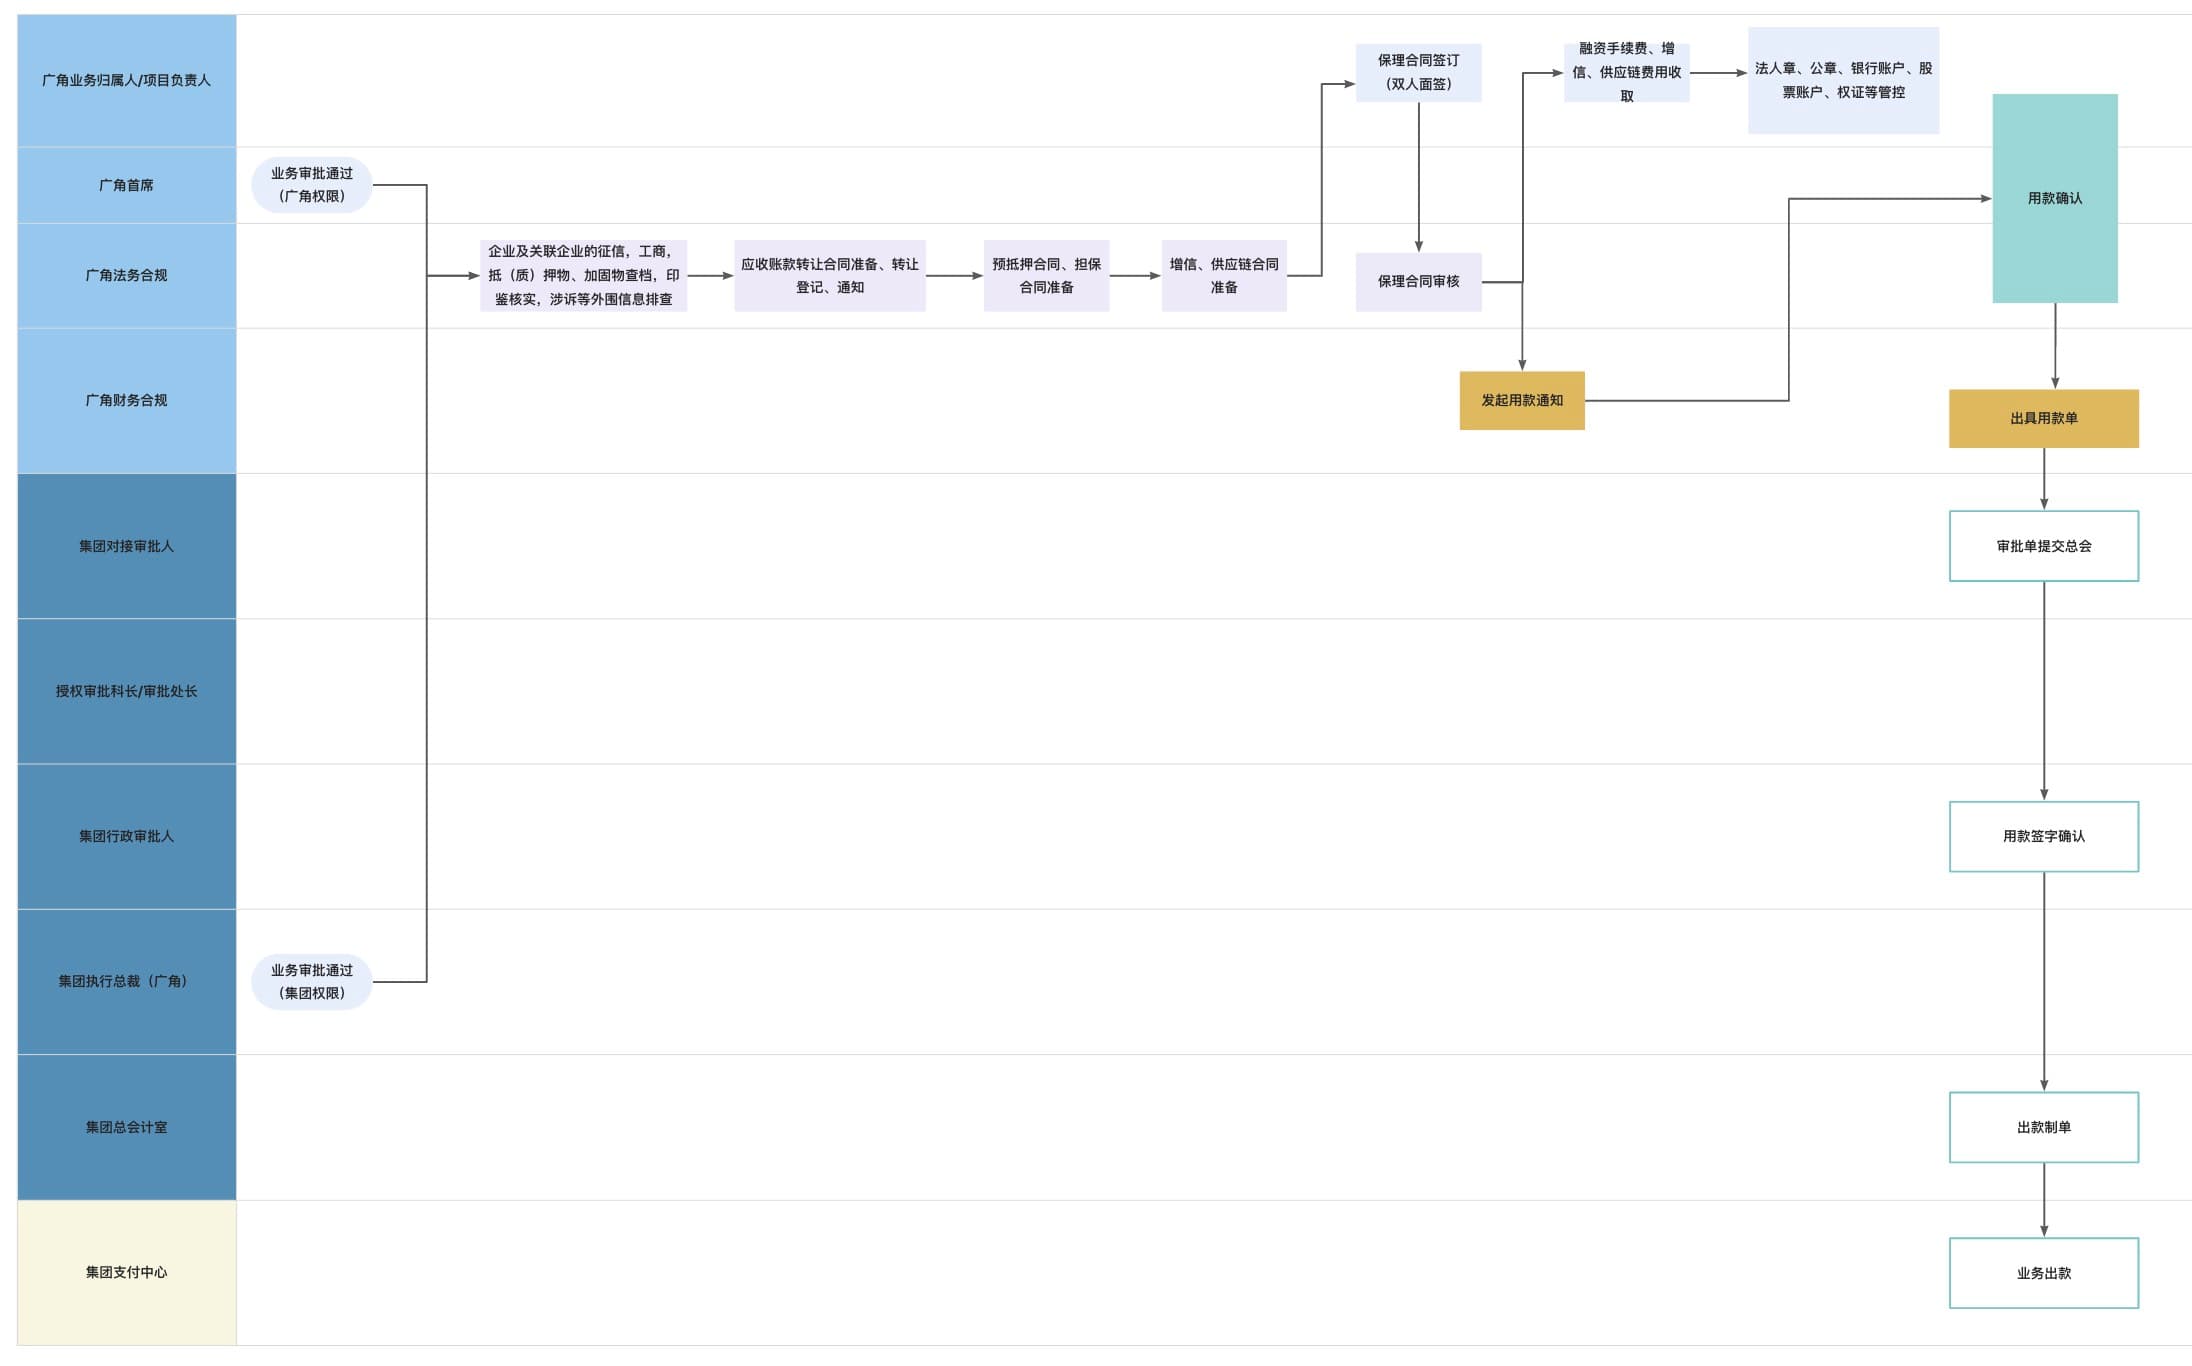 广角业务归属人/项目负责人
保理合同签订
（双人面签）
融资手续费、增
信、供应链费用收
取
法人章、公章、银行账户、股
票账户、权证等管控
广角首席
业务审批通过
（广角权限）
用款确认
广角法务合规
企业及关联企业的征信，工商，
抵（质）押物、加固物查档，印
鉴核实，涉诉等外围信息排查
应收账款转让合同准备、转让
登记、通知
预抵押合同、担保
合同准备
增信、供应链合同
准备
保理合同审核
广角财务合规
发起用款通知
出具用款单
集团对接审批人
审批单提交总会
授权审批科长/审批处长
集团行政审批人
用款签字确认
集团执行总裁（广角）
业务审批通过
（集团权限）
集团总会计室
出款制单
集团支付中心
业务出款